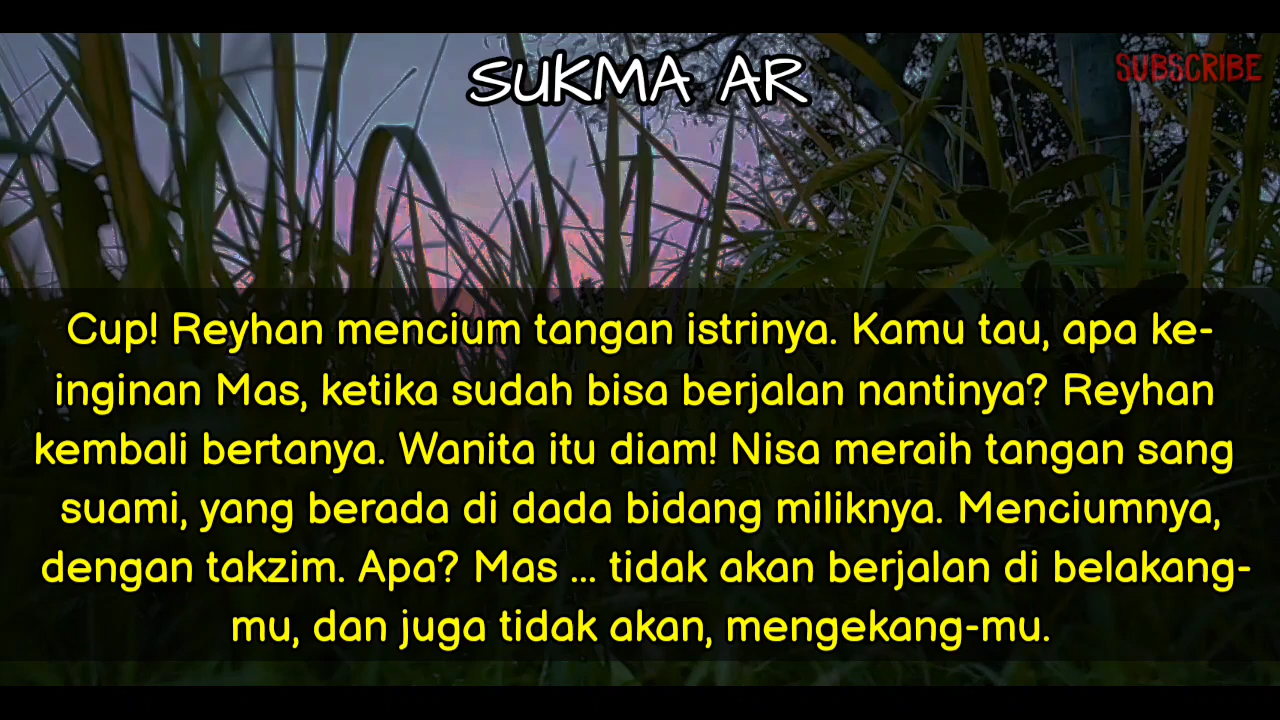 SUKMA AR
SUBSCRIBE
Cup! Reyhan mencium tangan istrinya. Kamu tau, apa ke-
inginan Mas, ketika sudah bisa berjalan nantinya? Reyhan
kembali bertanya. Wanita itu diam! Nisa meraih tangan sang
suami, yang berada di dada bidang miliknya. Menciumnya,
dengan takzim. Apa? Mas ... tidak akan berjalan di belakang-
mu, dan juga tidak akan, mengekang-mu.